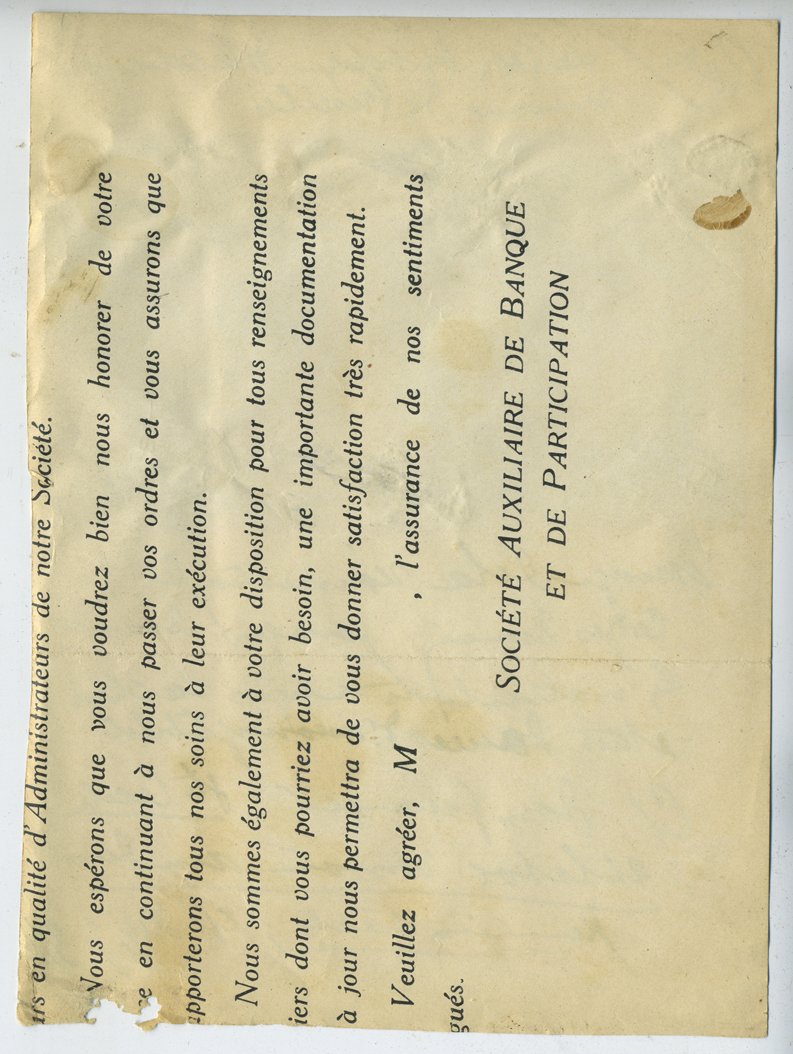 urs en qualité d'Administrateurs de notre Société.
Vous espérons que vous voudrez bien nous honorer de votre
re en continuant à nous passer vos ordres et vous assurons que
apporterons tous nos soins à leur exécution.
Nous sommes également à votre disposition pour tous renseignements
iers dont vous pourriez avoir besoin, une importante documentation
à jour nous permettra de vous donner satisfaction très rapidement.
Veuillez agréer, M , l'assurance de nos sentiments
gués.
SOCIÉTÉ AUXILIAIRE DE BANQUE
ET DE PARTICIPATION